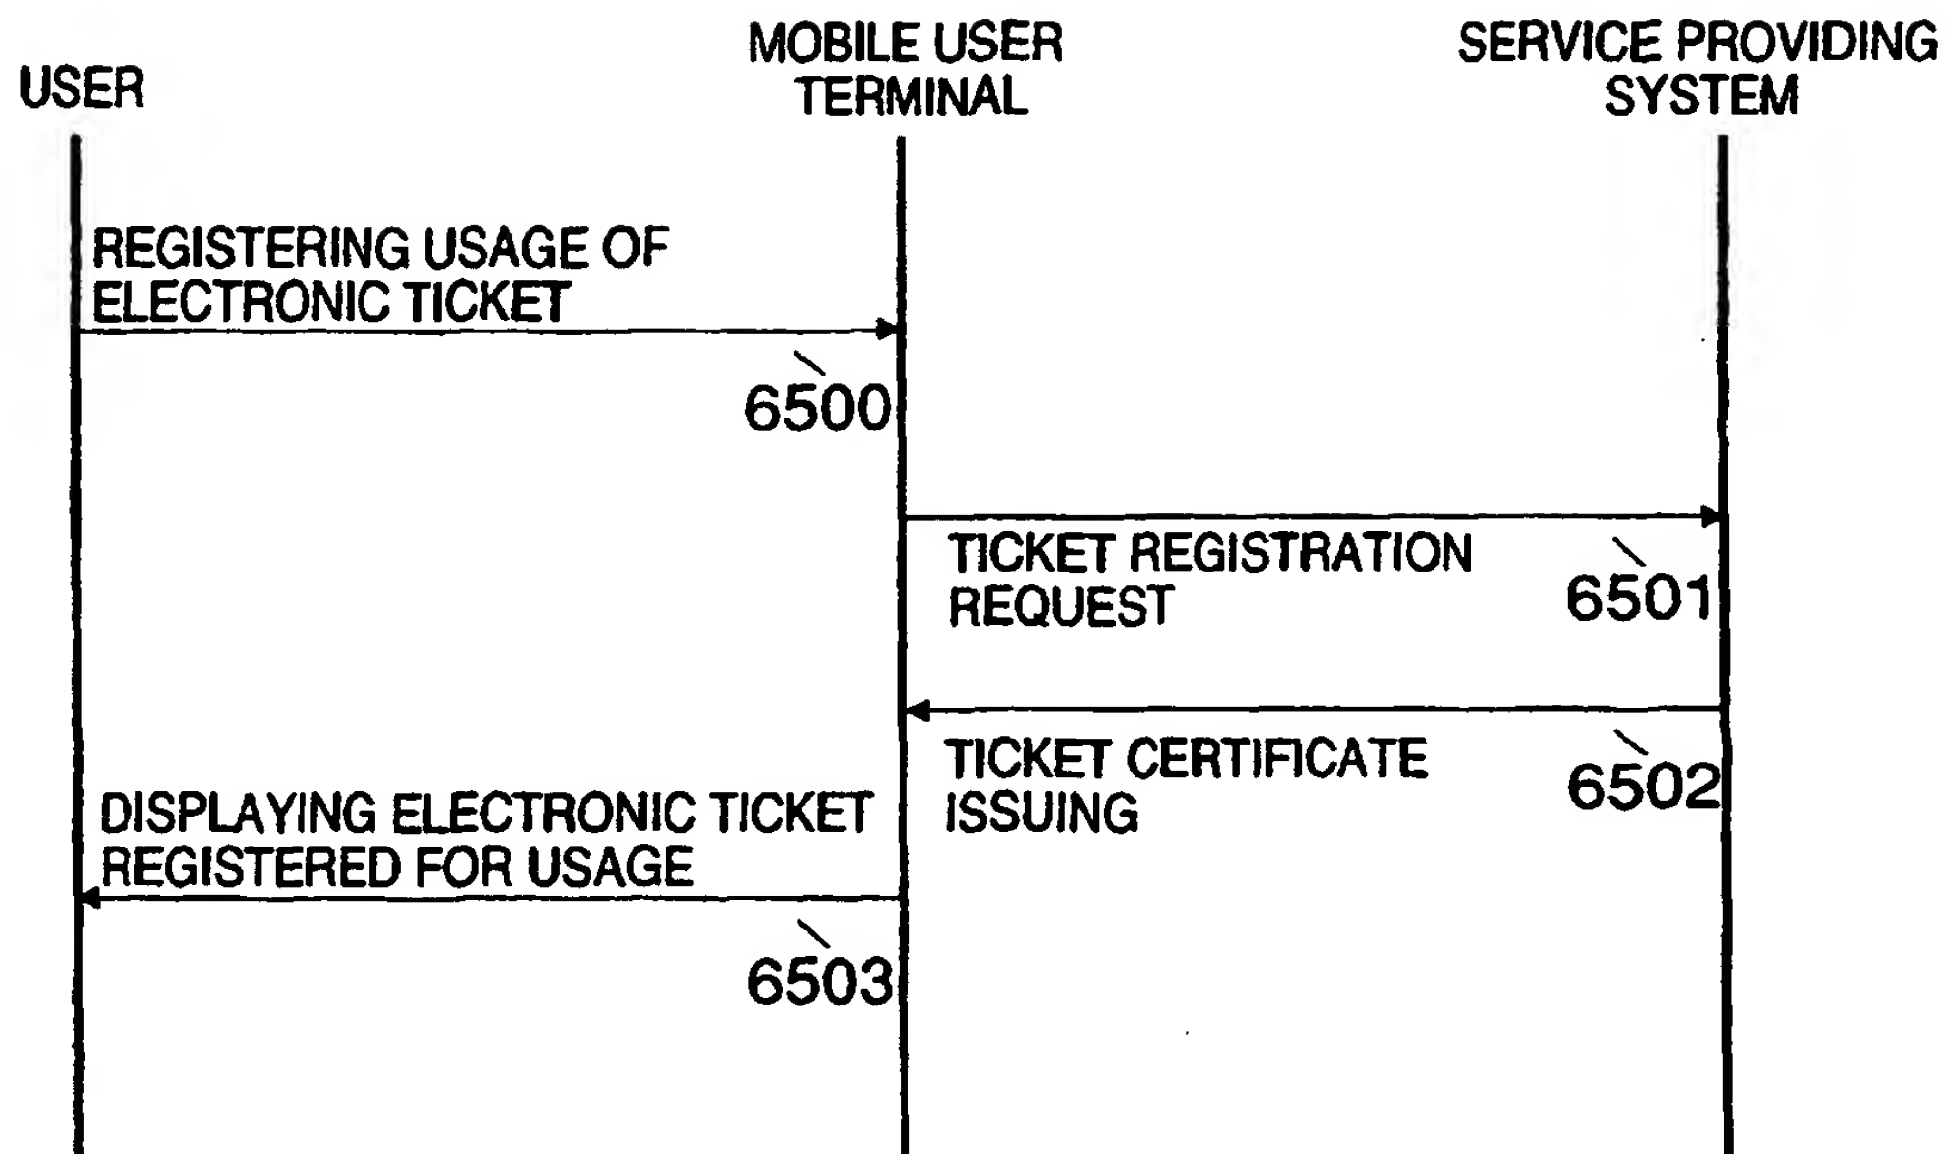 USER
MOBILE USER
TERMINAL
SERVICE PROVIDING
SYSTEM
REGISTERING USAGE OF
ELECTRONIC TICKET
6500
TICKET REGISTRATION
REQUEST
6501
TICKET CERTIFICATE
ISSUING
6502
DISPLAYING ELECTRONIC TICKET
REGISTERED FOR USAGE
6503